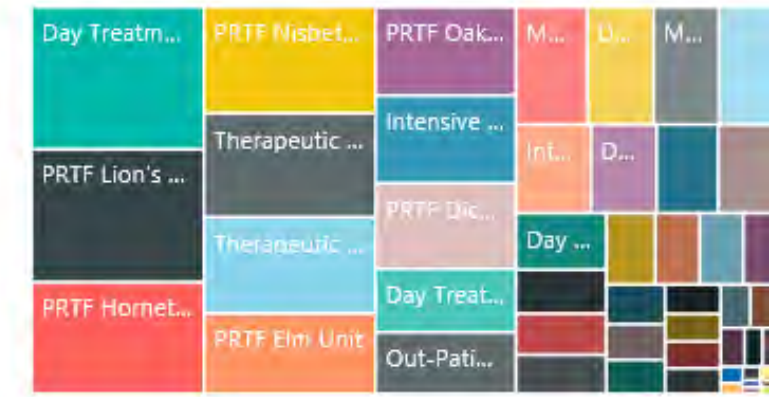 Day Treatm...
PRTF Lion's ...
PRTF Hornet...
PRTF Nisbet...
Therapeutic ...
Therapeutic ...
PRTF Elm Unit
PRTF Oak...
Intensive ...
PRTF Dic...
Day Treat...
Out-Pati...
M...
D...
M...
Int...
D...
Day ...